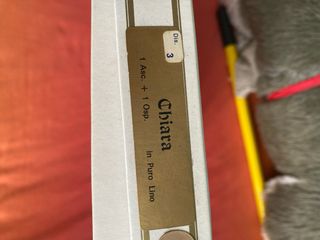 Dis. 3
Chiara
1 Asc. + 1 Osp.
in Puro Lino